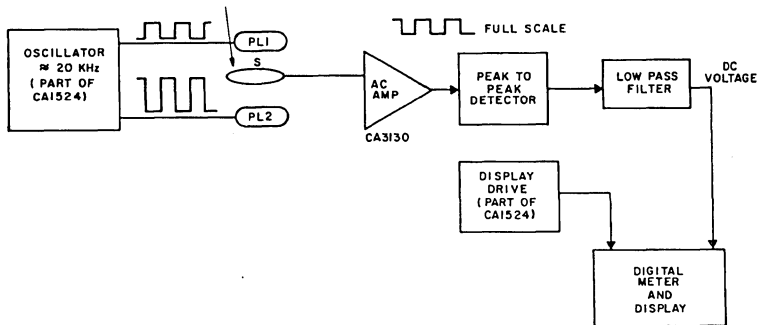 OSCILLATOR
≈ 20 KHz
( PART OF
CA1524)
PL1
S
PL2
AC
AMP
CA3130
FULL SCALE
PEAK TO
PEAK
DETECTOR
LOW PASS
FILTER
DC
VOLTAGE
DISPLAY
DRIVE
( PART OF
CA1524)
DIGITAL
METER
AND
DISPLAY